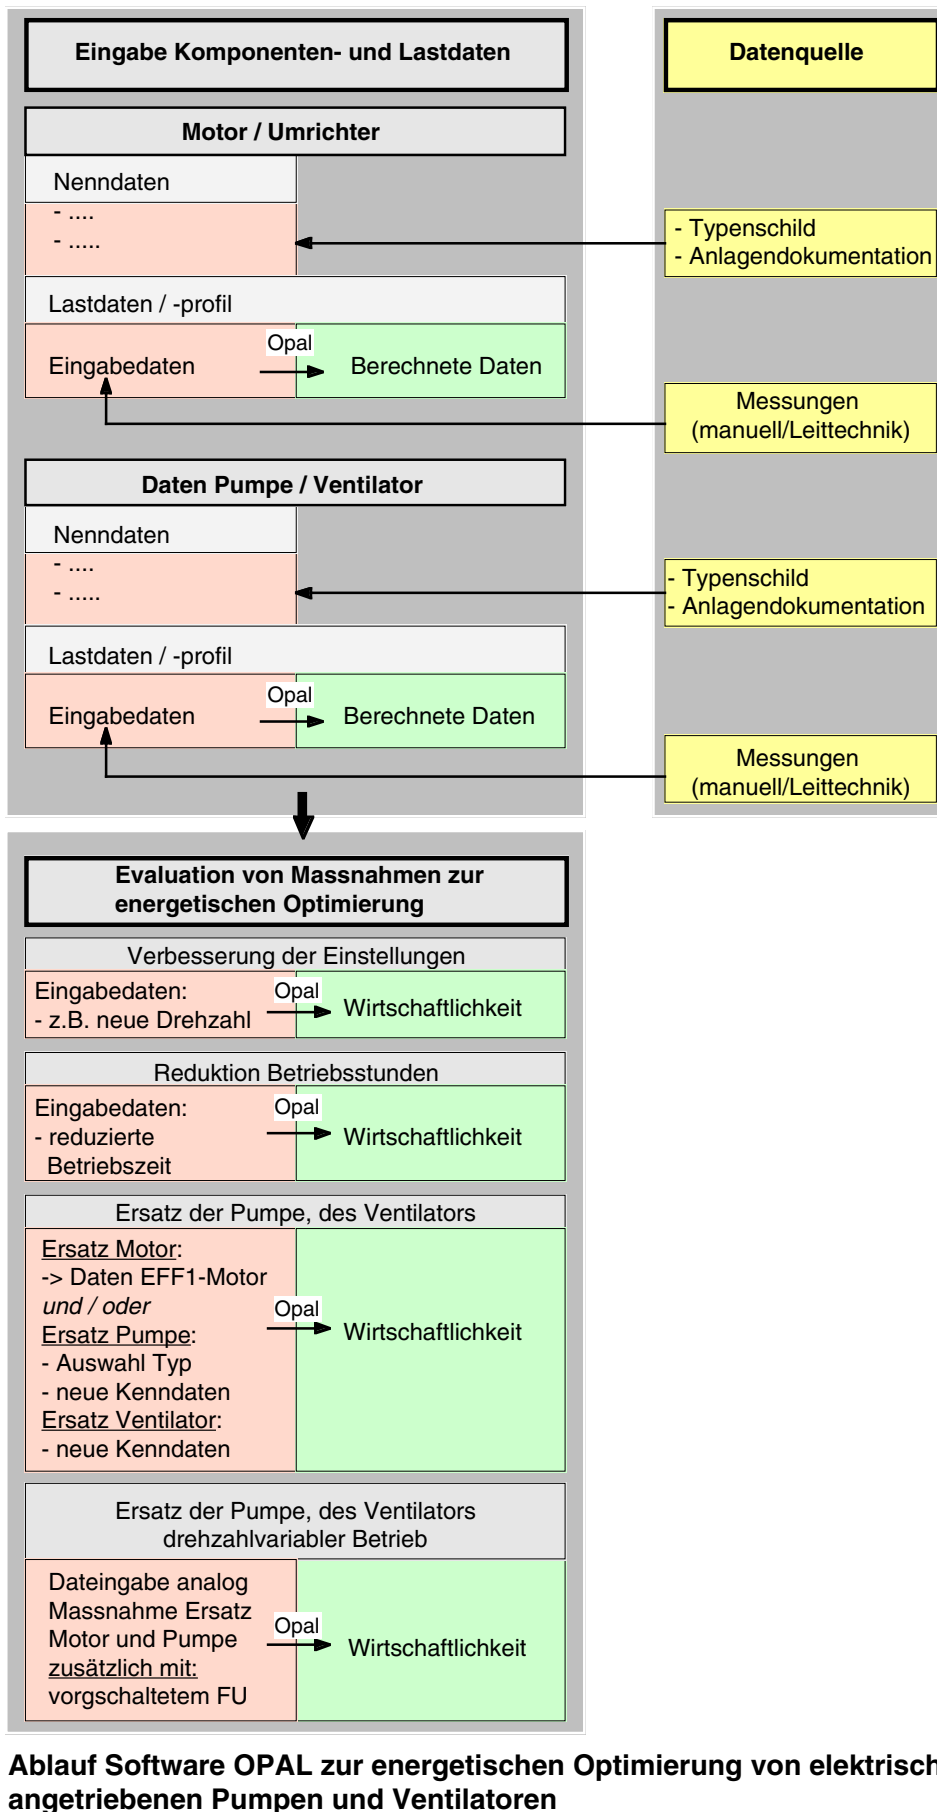 Eingabe Komponenten- und Lastdaten
Datenquelle
Motor / Umrichter
Nenndaten
- ....
- .....
- Typenschild
- Anlagendokumentation
Lastdaten / -profil
Eingabedaten
Opal
Berechnete Daten
Messungen
(manuell/Leittechnik)
Daten Pumpe / Ventilator
Nenndaten
- ....
- .....
- Typenschild
- Anlagendokumentation
Lastdaten / -profil
Eingabedaten
Opal
Berechnete Daten
Messungen
(manuell/Leittechnik)
Evaluation von Massnahmen zur
energetischen Optimierung
Verbesserung der Einstellungen
Eingabedaten:
- z.B. neue Drehzahl
Opal
Wirtschaftlichkeit
Reduktion Betriebsstunden
Eingabedaten:
- reduzierte
Betriebszeit
Opal
Wirtschaftlichkeit
Ersatz der Pumpe, des Ventilators
Ersatz Motor:
-> Daten EFF1-Motor
und / oder
Ersatz Pumpe:
- Auswahl Typ
- neue Kenndaten
Ersatz Ventilator:
- neue Kenndaten
Opal
Wirtschaftlichkeit
Ersatz der Pumpe, des Ventilators
drehzahlvariabler Betrieb
Dateingabe analog
Massnahme Ersatz
Motor und Pumpe
zusätzlich mit:
vorgschaltetem FU
Opal
Wirtschaftlichkeit
Ablauf Software OPAL zur energetischen Optimierung von elektrisch
angetriebenen Pumpen und Ventilatoren